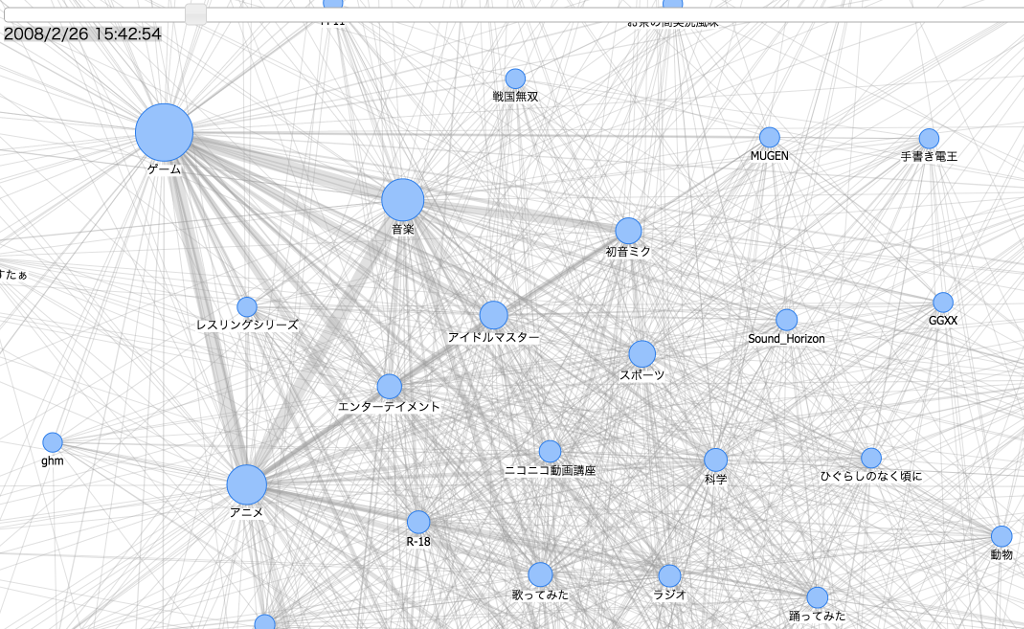 2008/2/26 15:42:54
戦国無双
MUGEN
手書き電王
ゲーム
音楽
初音ミク
すたぁ
レスリングシリーズ
アイドルマスター
Sound_Horizon
GGXX
スポーツ
エンターテイメント
ghm
ニコニコ動画講座
科学
ひぐらしのなく頃に
アニメ
R-18
動物
歌ってみた
ラジオ
踊ってみた